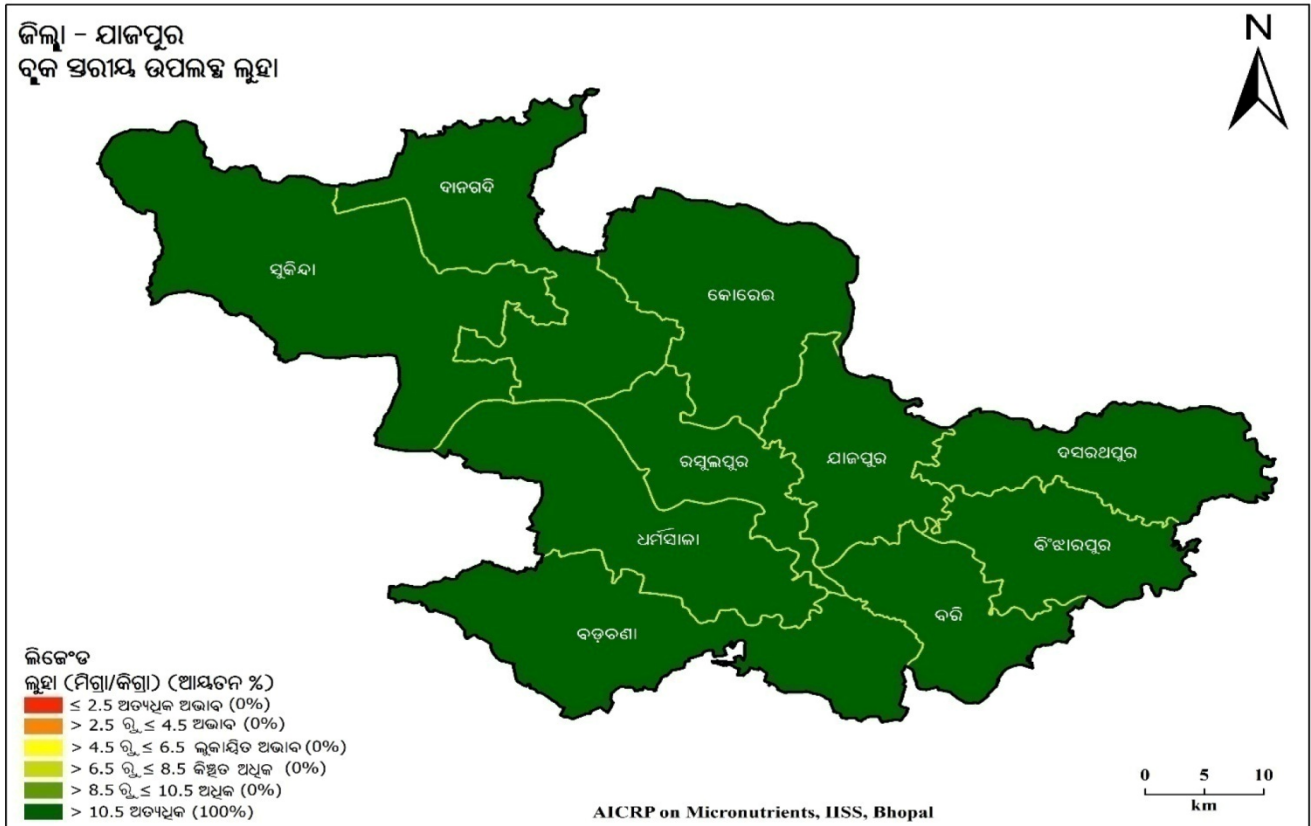 ଜିଲ୍ଲା - ଯାଜପୁର
ବ୍ଲକ ସ୍ତରୀୟ ଉପଲବ୍ଧ ଲୁହା
N
ଦାନଗଦି
ସୁକିନ୍ଦା
କୋରେଇ
ରସୁଲପୁର
ଯାଜପୁର
ଦସରଥପୁର
ଧର୍ମସାଳା
ବିଂଝାରପୁର
ବରି
ବଡ଼ଚଣା
ଲିଜେଂଡ
ଲୁହା (ମିଗ୍ରା/କିଗ୍ରା) (ଆୟତନ %)
≤ 2.5 ଅତ୍ୟଧିକ ଅଭାବ (0%)
> 2.5 ରୁ ≤ 4.5 ଅଭାବ (0%)
> 4.5 ରୁ ≤ 6.5 ଲୁକାୟିତ ଅଭାବ (0%)
> 6.5 ରୁ ≤ 8.5 କିଞ୍ଚିତ ଅଧିକ (0%)
> 8.5 ରୁ ≤ 10.5 ଅଧିକ (0%)
> 10.5 ଅତ୍ୟଧିକ (100%)
0 5 10
km
AICRP on Micronutrients, IISS, Bhopal